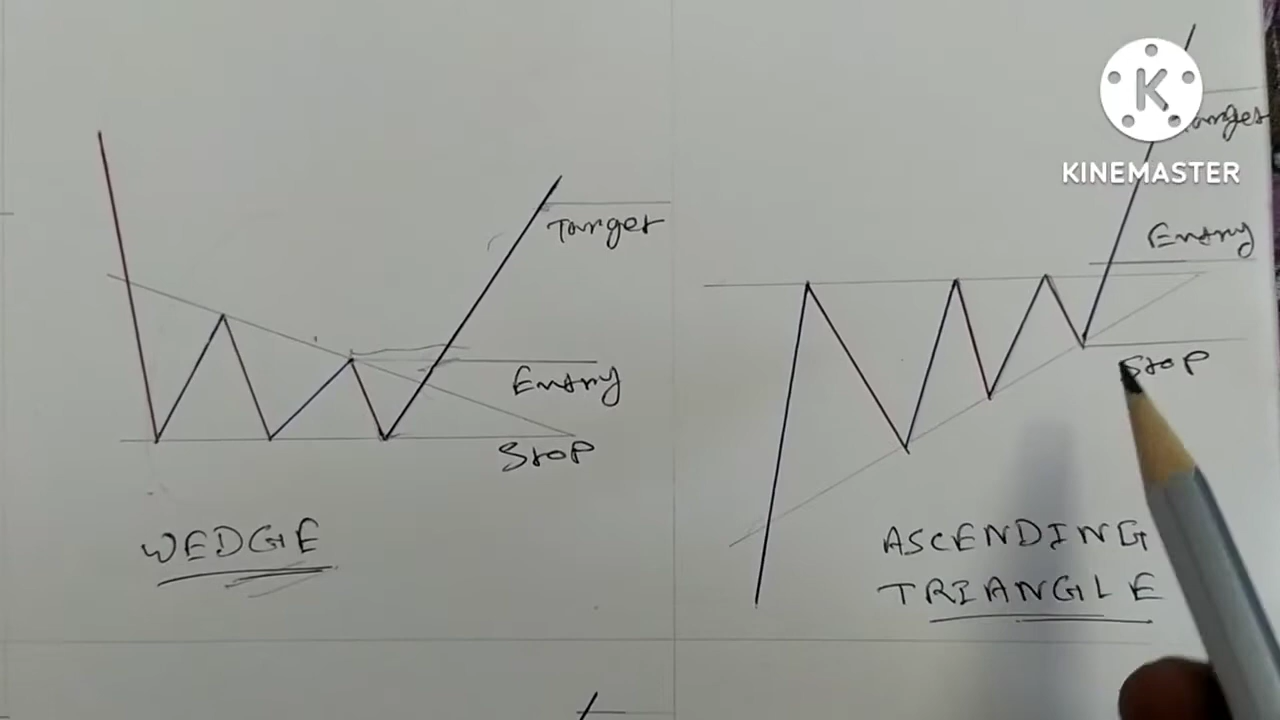 Target
Entry
Stop
WEDGE
K
KINEMASTER
Entry
Stop
ASCENDING
TRIANGLE